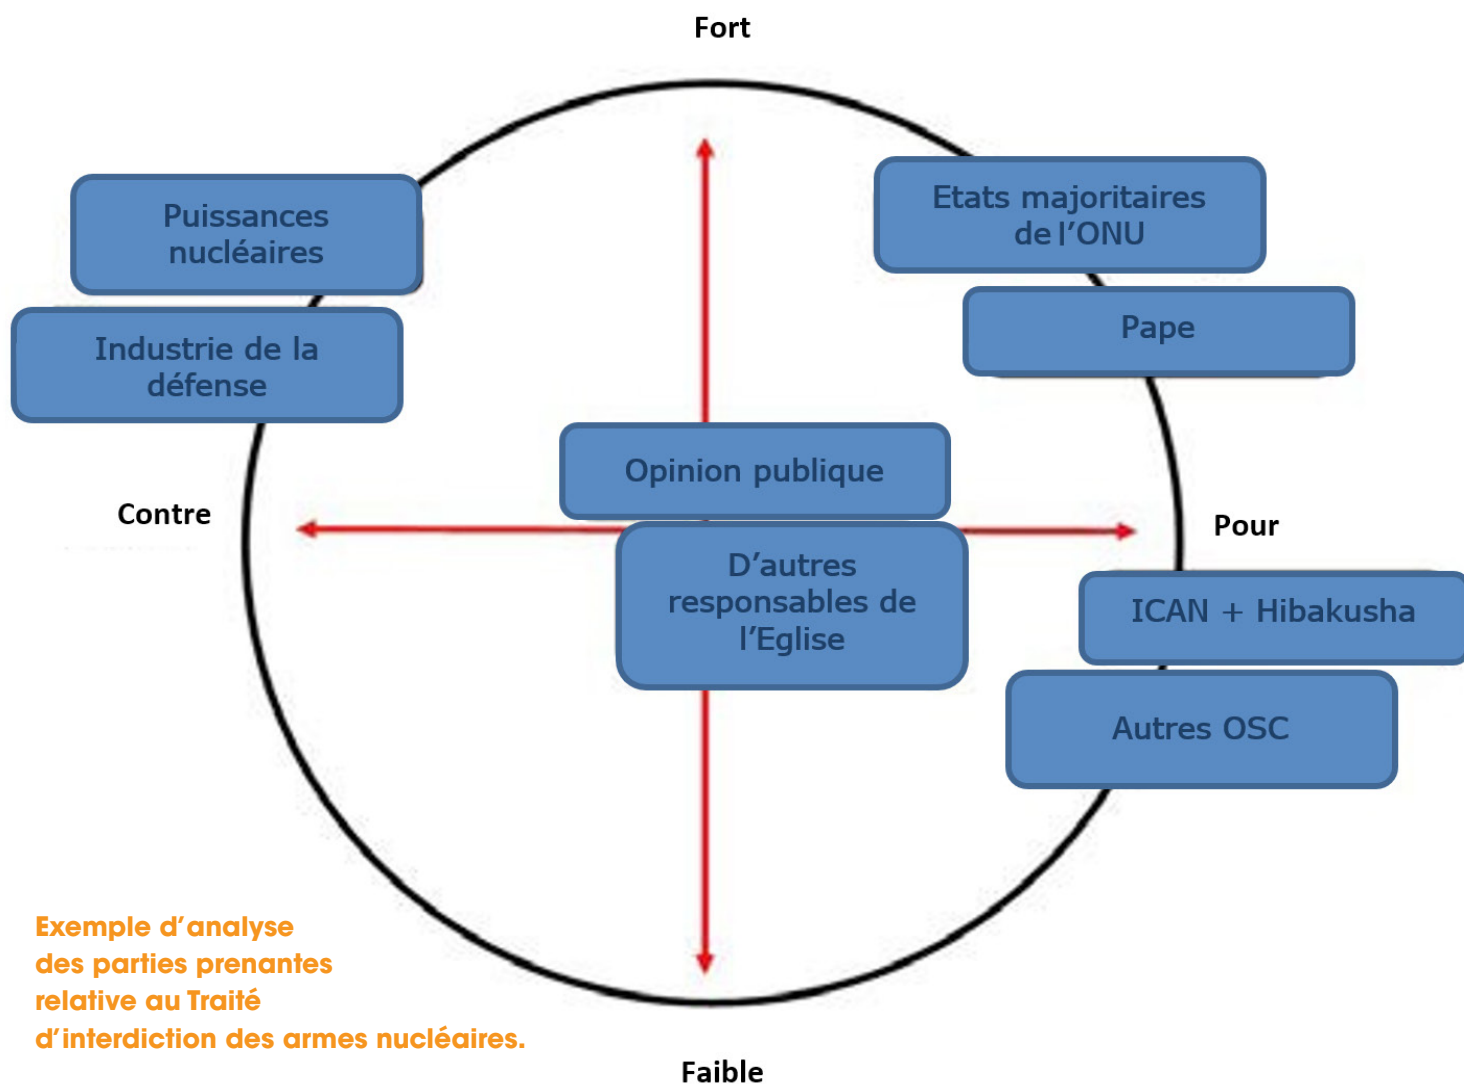 Fort
Puissances
nucléaires
Etats majoritaires
de l'ONU
Industrie de la
défense
Pape
Opinion publique
Contre
Pour
D'autres
responsables de
l'Eglise
ICAN + Hibakusha
Autres OSC
Exemple d'analyse
des parties prenantes
relative au Traité
d'interdiction des armes nucléaires.
Faible